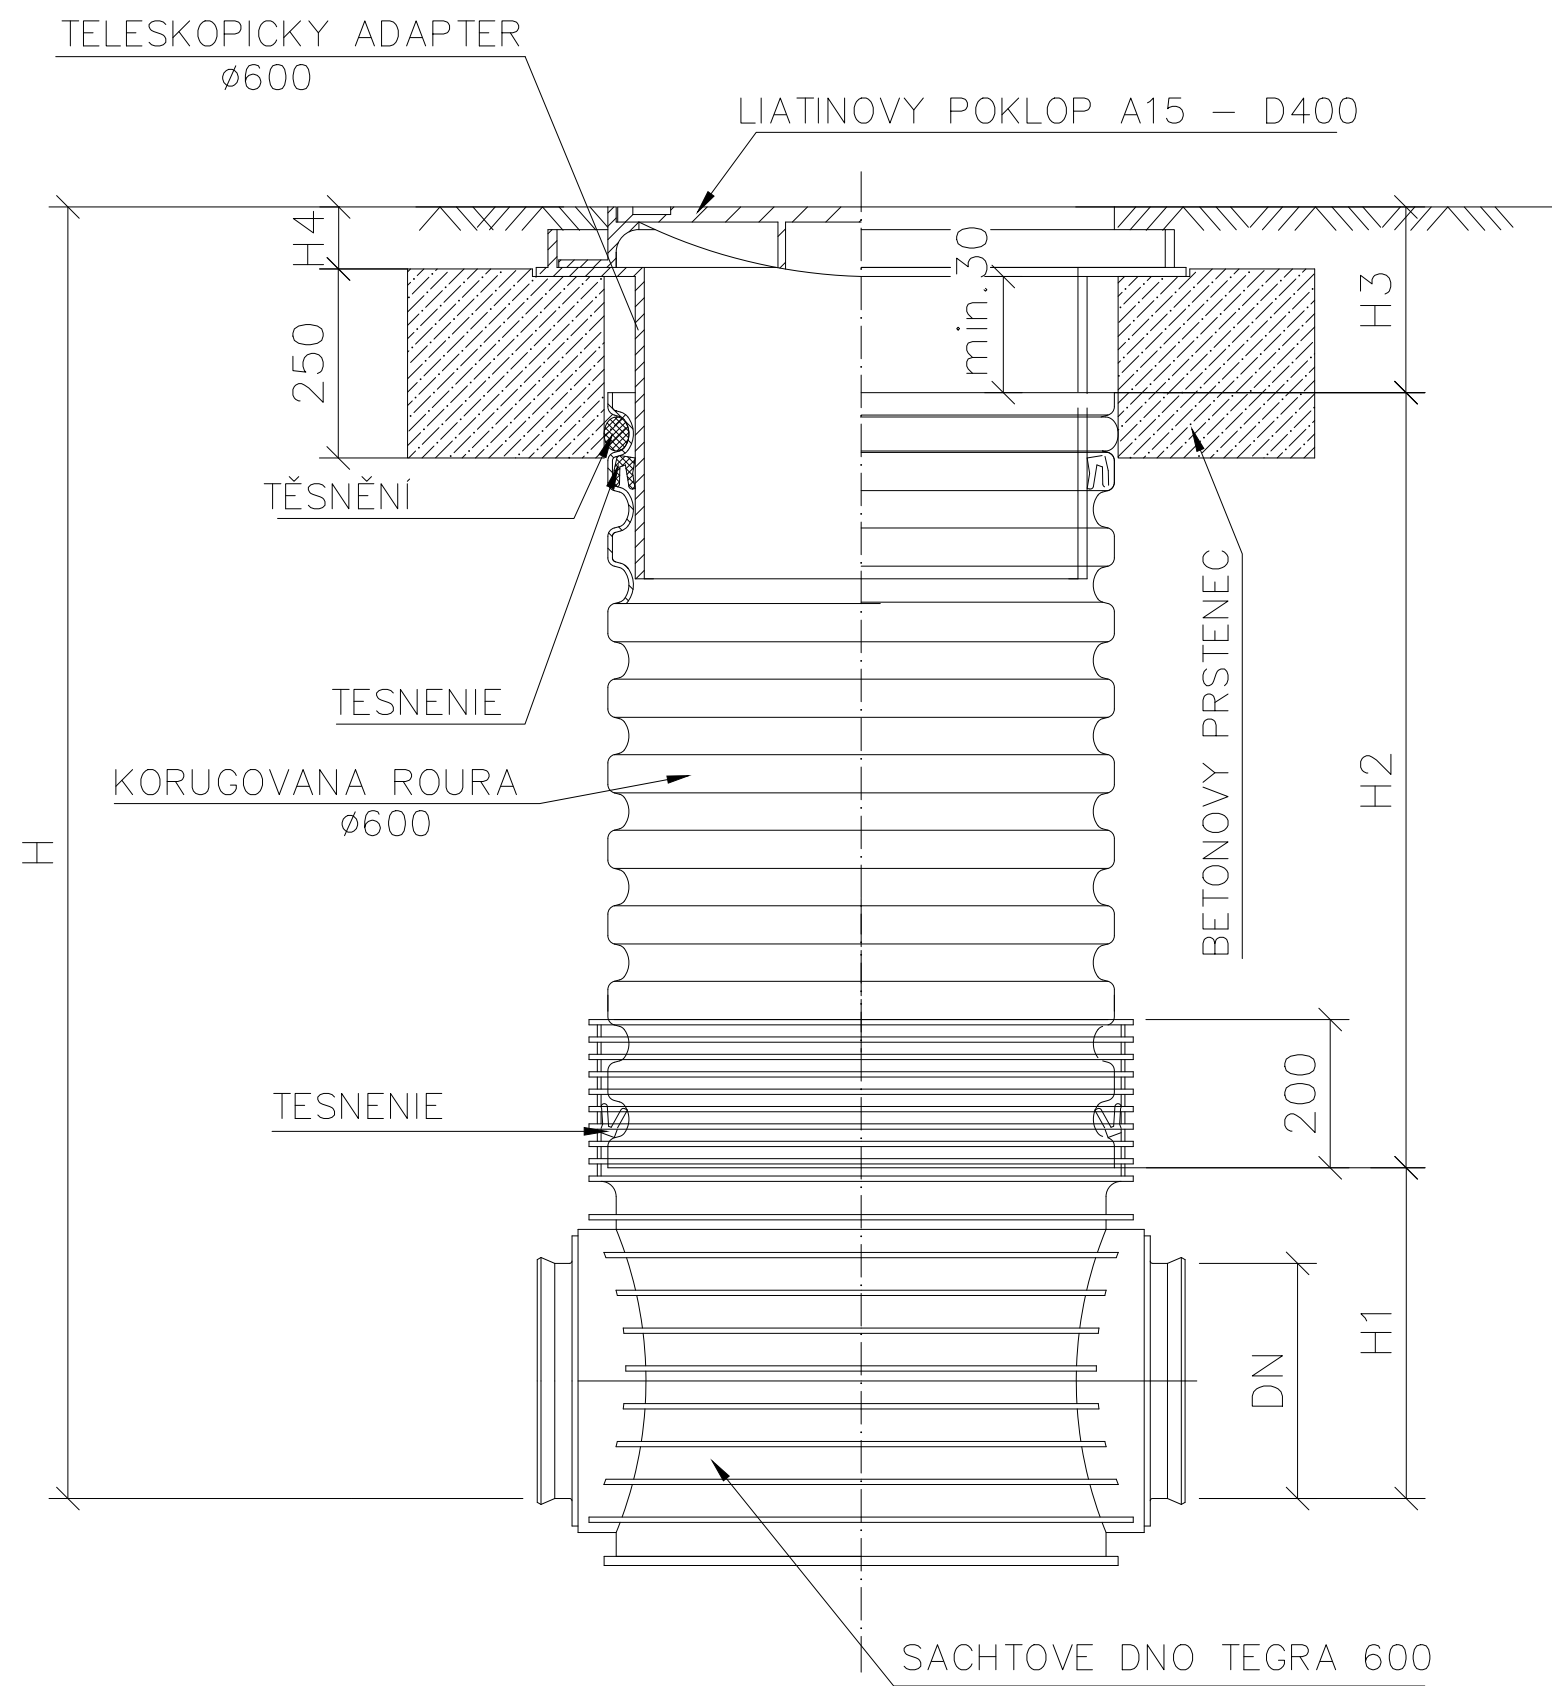 TELESKOPICKY ADAPTER
ø600
LIATINOVY POKLOP A15 – D400
H4
min.30
H3
250
TĚSNĚNÍ
BETONOVY PRSTENEC
TESNENIE
KORUGOVANA ROURA
ø600
H2
H
200
TESNENIE
H1
DN
SACHTOVE DNO TEGRA 600